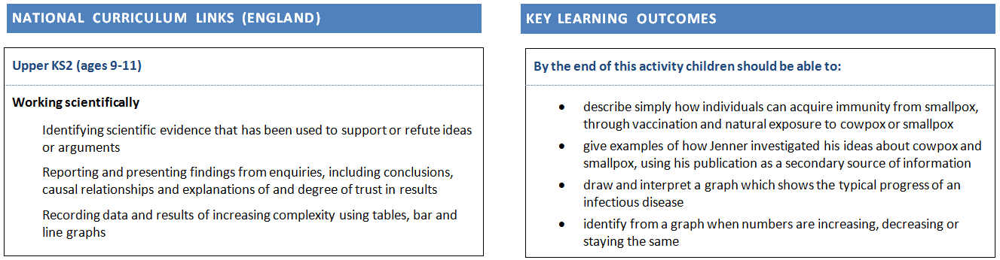 NATIONAL CURRICULUM LINKS (ENGLAND)
Upper KS2 (ages 9-11)
Working scientifically
Identifying scientific evidence that has been used to support or refute ideas
or arguments
Reporting and presenting findings from enquiries, including conclusions,
causal relationships and explanations of and degree of trust in results
Recording data and results of increasing complexity using tables, bar and
line graphs
KEY LEARNING OUTCOMES
By the end of this activity children should be able to:
• describe simply how individuals can acquire immunity from smallpox,
through vaccination and natural exposure to cowpox or smallpox
• give examples of how Jenner investigated his ideas about cowpox and
smallpox, using his publication as a secondary source of information
• draw and interpret a graph which shows the typical progress of an
infectious disease
• identify from a graph when numbers are increasing, decreasing or
staying the same